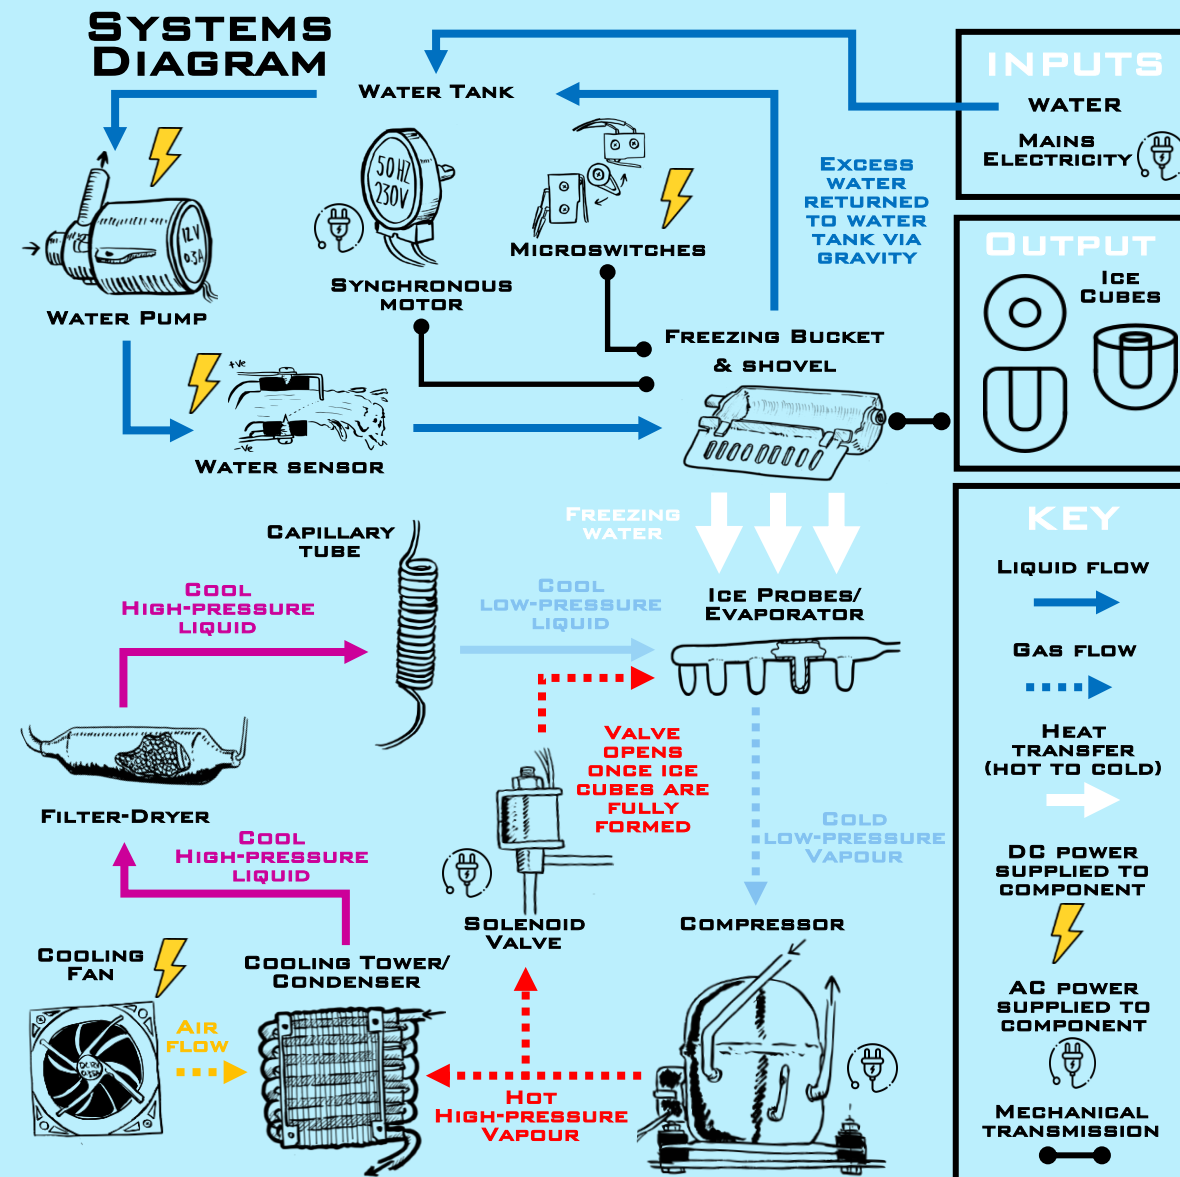 SYSTEMS
DIAGRAM
WATER TANK
INPUTS
WATER
MAINS
ELECTRICITY
50HZ
230V
12V
0.3A
WATER PUMP
SYNCHRONOUS
MOTOR
MICROSWITCHES
EXCESS
WATER
RETURNED
TO WATER
TANK VIA
GRAVITY
OUTPUT
ICE
CUBES
FREEZING BUCKET
& SHOVEL
+ve
-ve
WATER SENSOR
FREEZING
WATER
KEY
LIQUID FLOW
GAS FLOW
HEAT
TRANSFER
(HOT TO COLD)
DC POWER
SUPPLIED TO
COMPONENT
AC POWER
SUPPLIED TO
COMPONENT
MECHANICAL
TRANSMISSION
CAPILLARY
TUBE
COOL
HIGH-PRESSURE
LIQUID
COOL
LOW-PRESSURE
LIQUID
ICE PROBES/
EVAPORATOR
VALVE
OPENS
ONCE ICE
CUBES ARE
FULLY
FORMED
FILTER-DRYER
COOL
HIGH-PRESSURE
LIQUID
COLD
LOW-PRESSURE
VAPOUR
SOLENOID
VALVE
COMPRESSOR
COOLING
FAN
COOLING TOWER/
CONDENSER
AIR
FLOW
HOT
HIGH-PRESSURE
VAPOUR